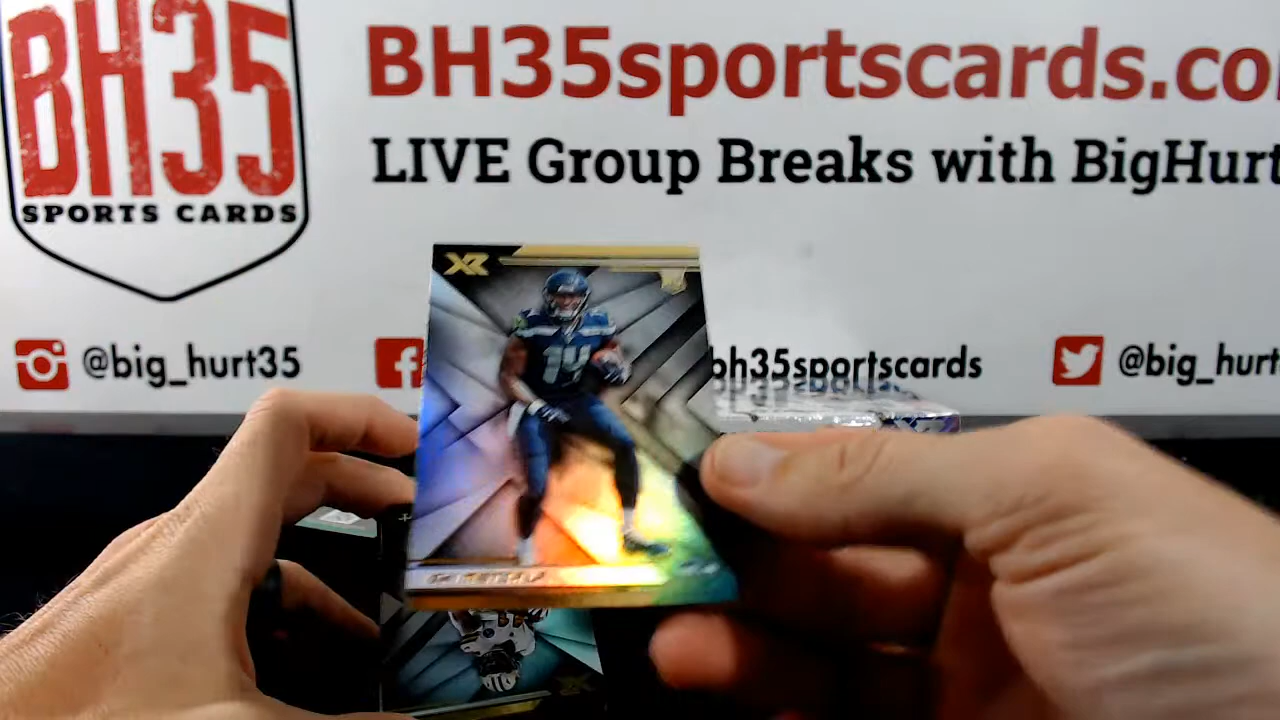 BH35
SPORTS CARDS
BH35sportscards.co
LIVE Group Breaks with BigHurt
@big_hurt35
bh35sportscards
@big_hurt
XR
14